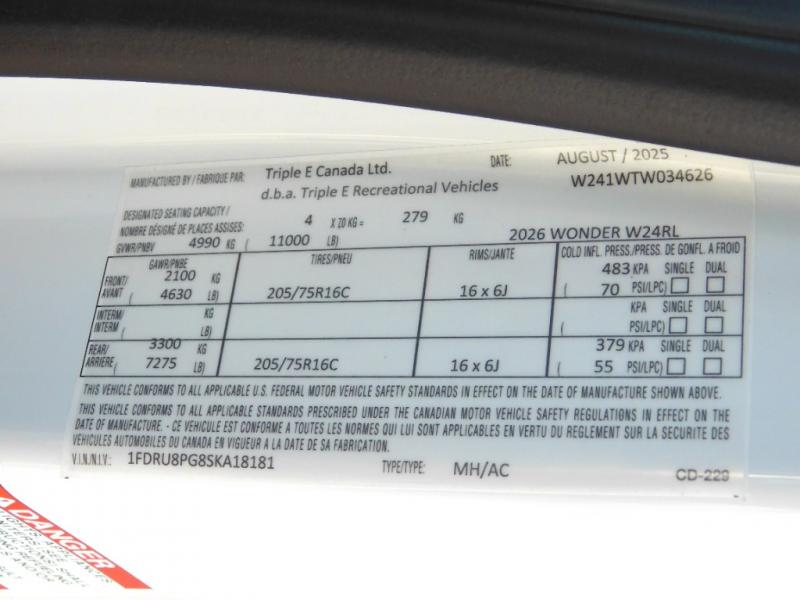 MANUFACTURED BY / FABRIQUE PAR: Triple E Canada Ltd. DATE: AUGUST / 2025
d.b.a. Triple E Recreational Vehicles W241WTW034626
DESIGNATED SEATING CAPACITY /
NOMBRE DÉSIGNÉ DE PLACES ASSISES: 4 X 70 KG = 279 KG
GVWR/PNBV 4990 KG ( 11000 LB) 2026 WONDER W24RL
GAWR/PNBE TIRES/PNEU RIMS/JANTE COLD INFL. PRESS./PRESS. DE GONFL. A FROID
FRONT/ 2100 KG 483 KPA SINGLE DUAL
AVANT ( 4630 LB) 205/75R16C 16 x 6J ( 70 PSI/LPC)
INTERM/ KG KPA SINGLE DUAL
INTERM ( LB) ( PSI/LPC)
REAR/ 3300 KG 379 KPA SINGLE DUAL
ARRIERE ( 7275 LB) 205/75R16C 16 x 6J ( 55 PSI/LPC)
THIS VEHICLE CONFORMS TO ALL APPLICABLE U.S. FEDERAL MOTOR VEHICLE SAFETY STANDARDS IN EFFECT ON THE DATE OF MANUFACTURE SHOWN ABOVE.
THIS VEHICLE CONFORMS TO ALL APPLICABLE STANDARDS PRESCRIBED UNDER THE CANADIAN MOTOR VEHICLE SAFETY REGULATIONS IN EFFECT ON THE
DATE OF MANUFACTURE. - CE VÉHICULE EST CONFORME A TOUTES LES NORMES QUI LUI SONT APPLICABLES EN VERTU DU REGLEMENT SUR LA SECURITE DES
VÉHICULES AUTOMOBILES DU CANADA EN VIGUEUR A LA DATE DE SA FABRICATION.
V.I.N./N.I.V.: 1FDRU8PG8SKA18181 TYPE/TYPE: MH/AC CD-229
DANGER